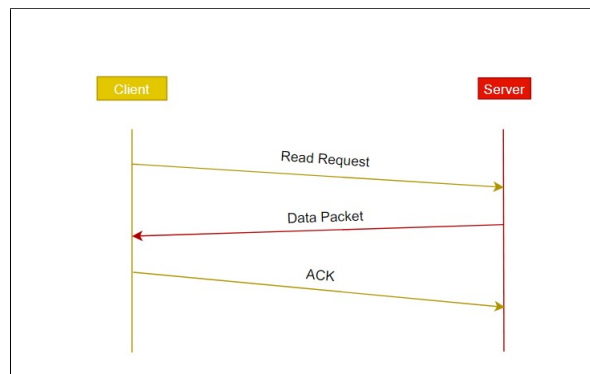 Client
Server
Read Request
Data Packet
ACK